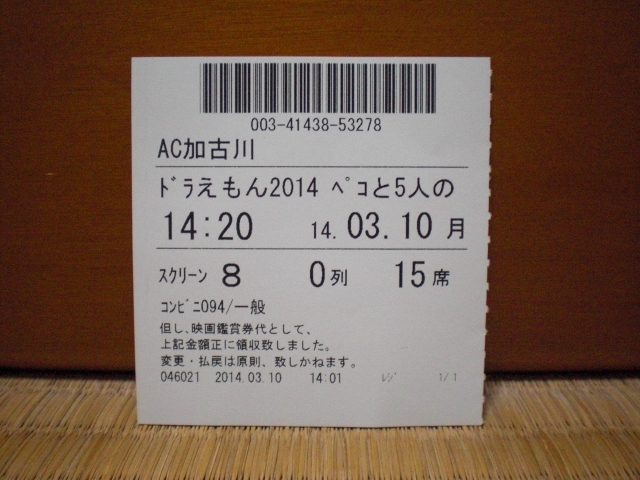 003-41438-53278
AC加古川
ﾄﾞﾗえもん2014 ﾍﾟｺと5人の
14:20 14.03.10月
ｽｸﾘｰﾝ 8 O列 15席
ｺﾝﾋﾞﾆ094/一般
但し、映画鑑賞券代として、
上記金額正に領収致しました。
変更・払戻は原則、致しかねます。
046021 2014.03.10 14:01 ﾚｼﾞ 1/1